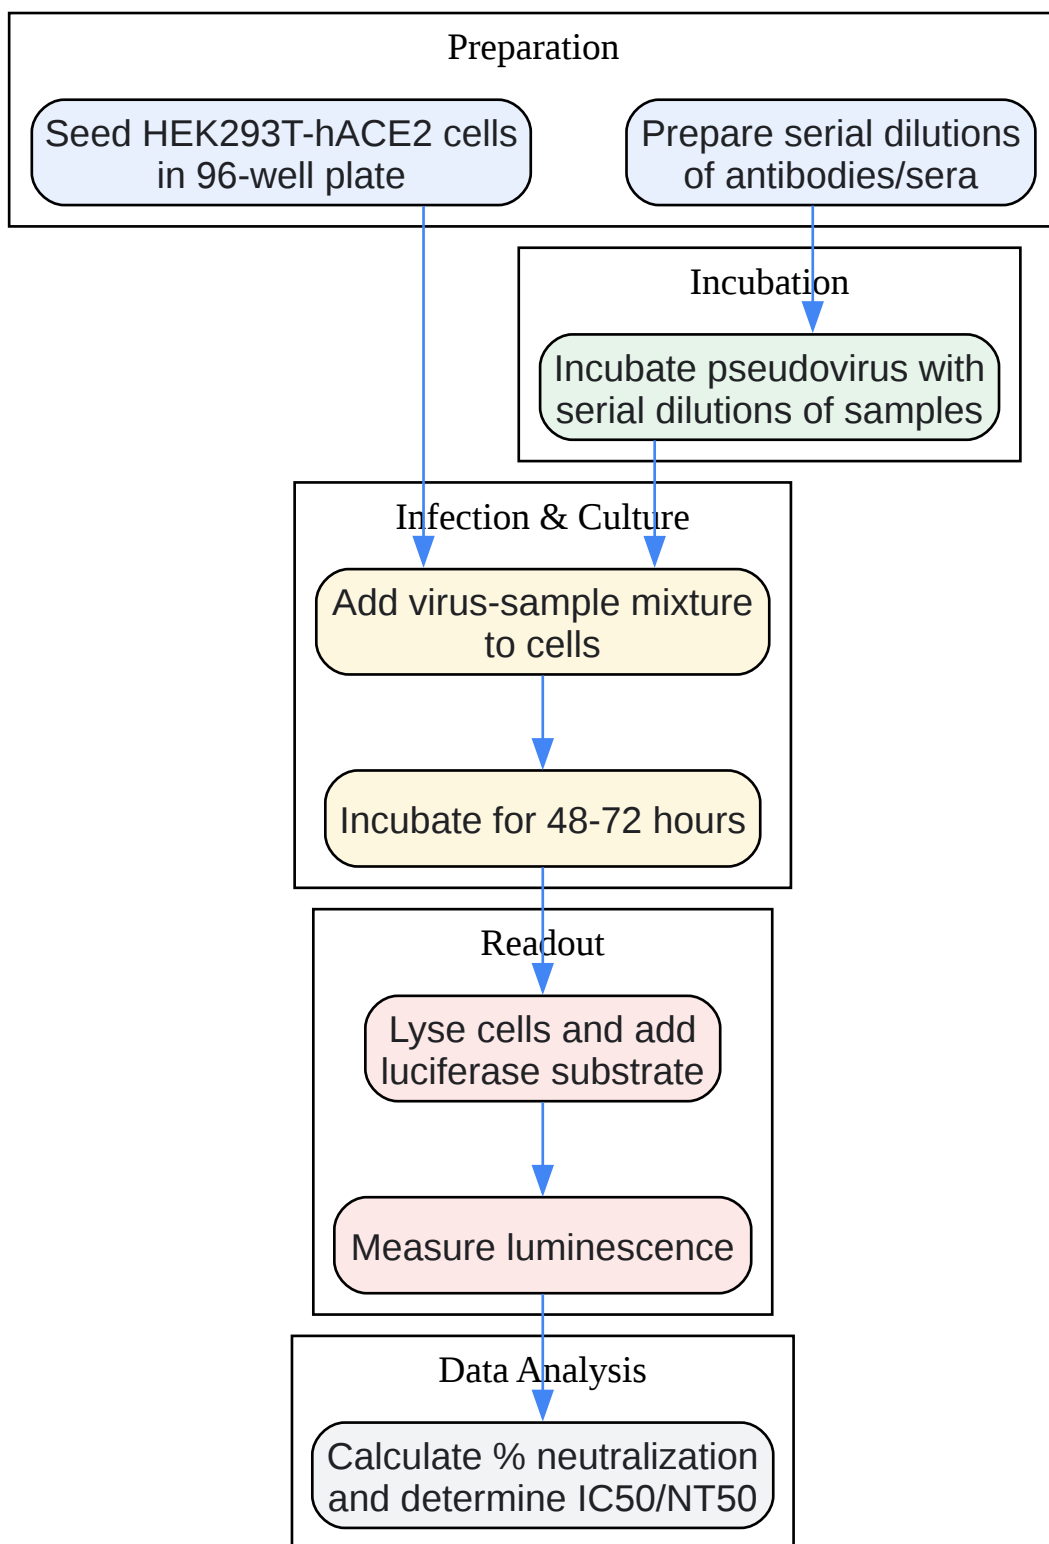 Preparation
Seed HEK293T-hACE2 cells
in 96-well plate
Prepare serial dilutions
of antibodies/sera
Incubation
Incubate pseudovirus with
serial dilutions of samples
Infection & Culture
Add virus-sample mixture
to cells
Incubate for 48-72 hours
Readout
Lyse cells and add
luciferase substrate
Measure luminescence
Data Analysis
Calculate % neutralization
and determine IC50/NT50